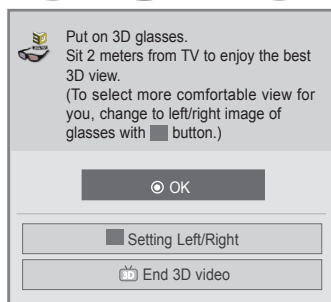 Put on 3D glasses.
Sit 2 meters from TV to enjoy the best
3D view.
(To select more comfortable view for
you, change to left/right image of
glasses with button.)
OK
Setting Left/Right
3D End 3D video